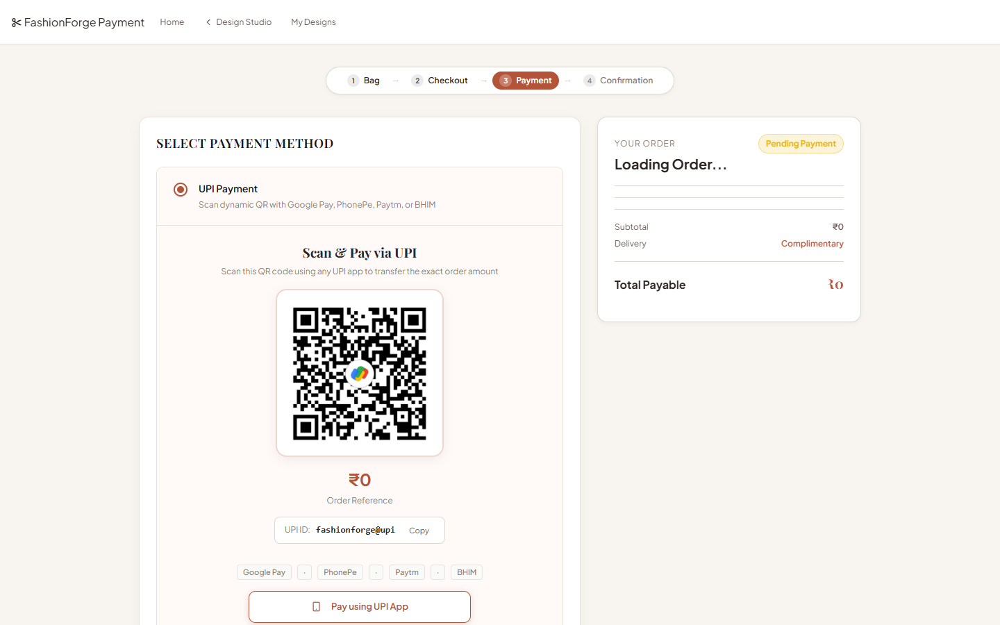 FashionForge Payment Home Design Studio My Designs
1 Bag → 2 Checkout → 3 Payment → 4 Confirmation
SELECT PAYMENT METHOD
UPI Payment
Scan dynamic QR with Google Pay, PhonePe, Paytm, or BHIM
Scan & Pay via UPI
Scan this QR code using any UPI app to transfer the exact order amount
₹0
Order Reference
UPI ID: fashionforge@upi Copy
Google Pay · PhonePe · Paytm · BHIM
Pay using UPI App
YOUR ORDER Pending Payment
Loading Order...
Subtotal ₹0
Delivery Complimentary
Total Payable ₹0